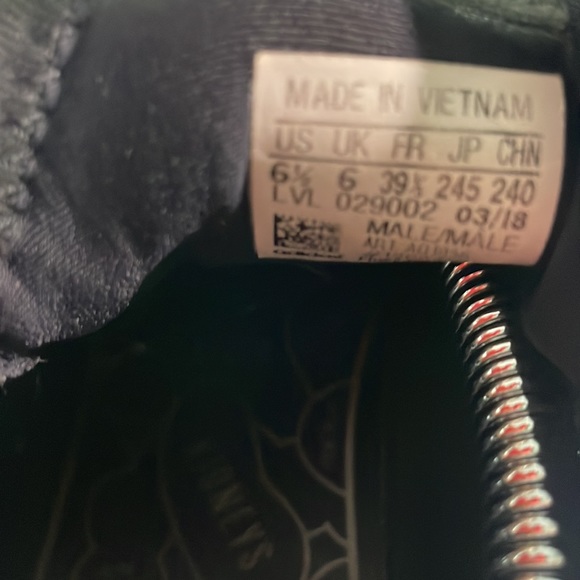 MADE IN VIETNAM
US UK FR JP CHN
6½ 6 39⅓ 245 240
LVL 029002 03/18
MALE/MÂLE